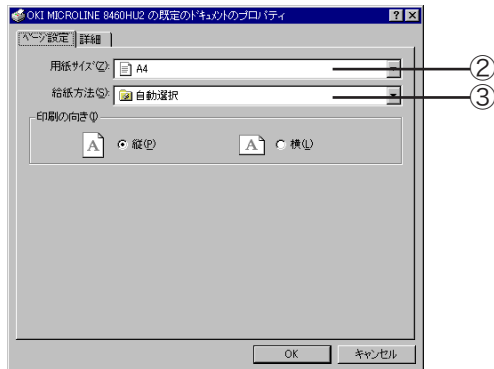 OKI MICROLINE 8460HU2 の既定のドキュメントのプロパティ
ページ設定 詳細
用紙サイズ(Z): A4 ②
給紙方法(S): 自動選択 ③
印刷の向き(I)
A 縦(P) A 横(L)
OK キャンセル